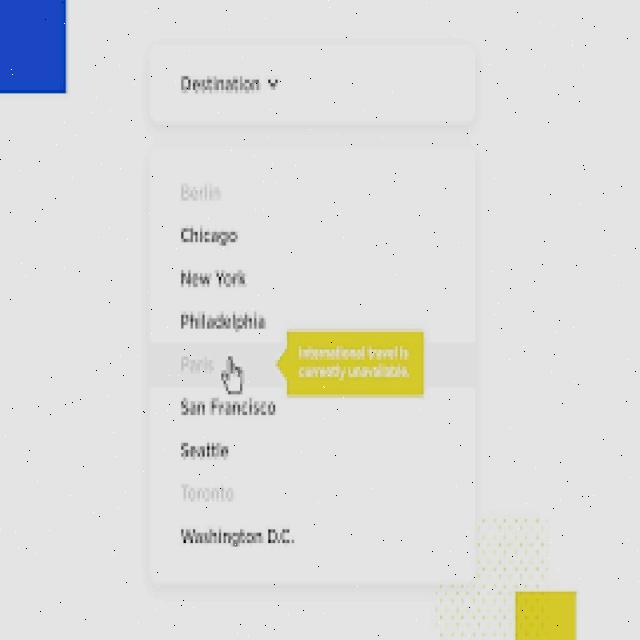 Destination
Berlin
Chicago
New York
Philadelphia
Paris
International travel is
currently unavailable.
San Francisco
Seattle
Toronto
Washington D.C.